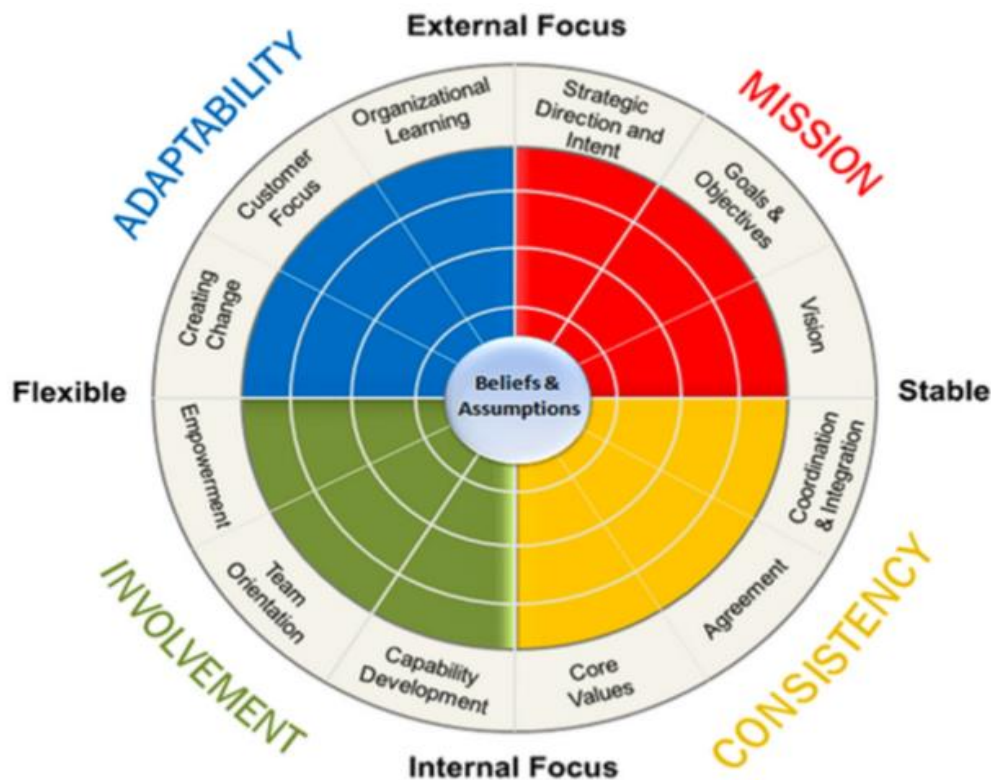 External Focus
ADAPTABILITY
MISSION
Organizational
Learning
Strategic
Direction and
Intent
Customer
Focus
Goals &
Objectives
Creating
Change
Vision
Flexible
Beliefs &
Assumptions
Stable
Empowerment
Coordination
& Integration
Team
Orientation
Agreement
Capability
Development
Core
Values
INVOLVEMENT
CONSISTENCY
Internal Focus